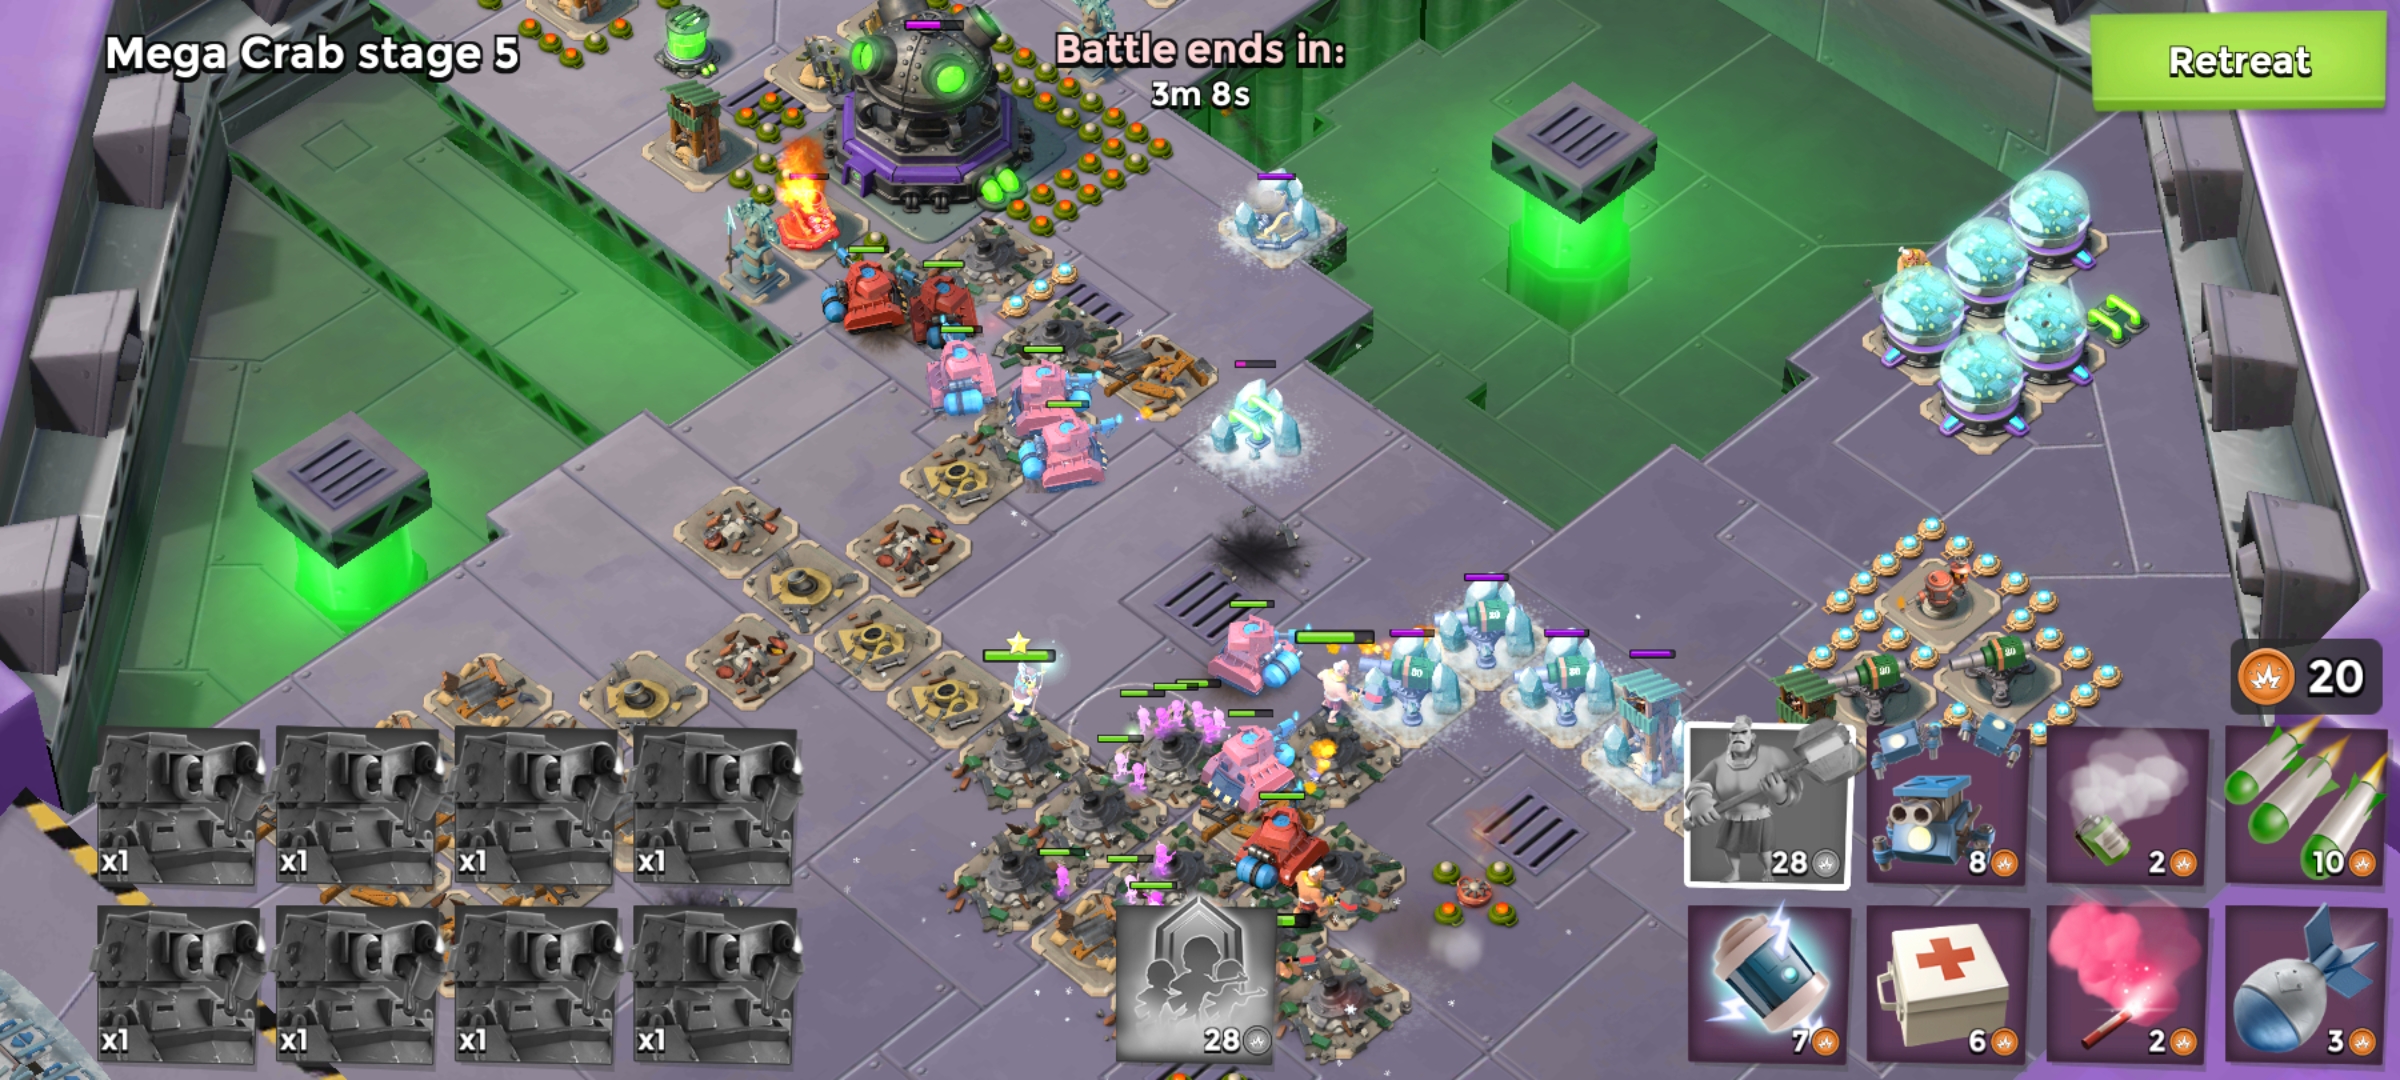 Mega Crab stage 5
Battle ends in:
3m 8s
Retreat
20
x1
x1
x1
x1
28
8
2
10
x1
x1
x1
x1
28
7
6
2
3